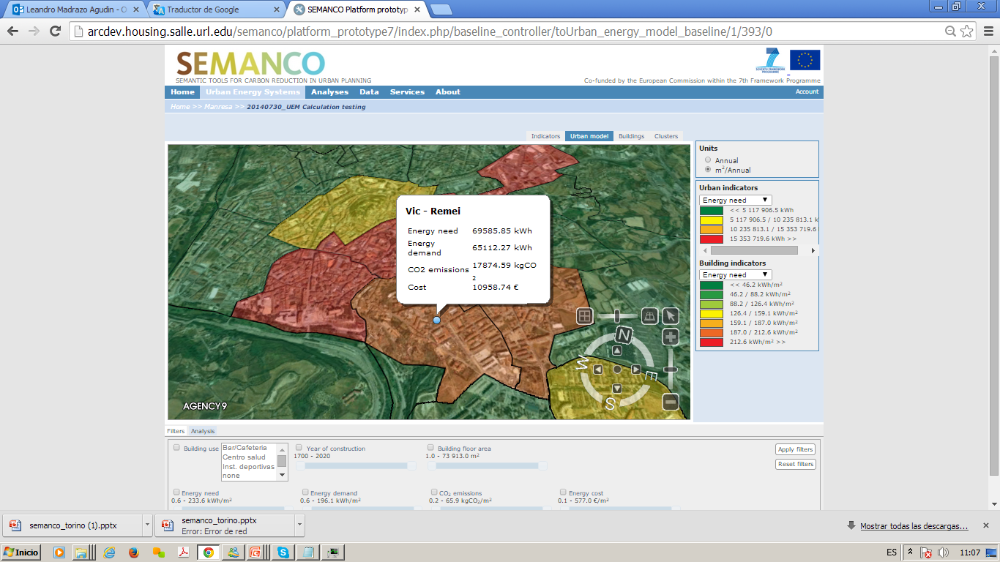 Leandro Madrazo Agudin - O
Traductor de Google
SEMANCO Platform prototyp
arcdev.housing.salle.url.edu/semanco/platform_prototype7/index.php/baseline_controller/toUrban_energy_model_baseline/1/393/0
SEMANCO
SEMANTIC TOOLS FOR CARBON REDUCTION IN URBAN PLANNING
SEVENTH FRAMEWORK PROGRAMME
Co-funded by the European Commission within the 7th Framework Programme
Home Urban Energy Systems Analyses Data Services About Account
Home >> Manresa >> 20140730_UEM Calculation testing
Indicators Urban model Buildings Clusters
Vic - Remei
Energy need 69585.85 kWh
Energy demand 65112.27 kWh
CO2 emissions 17874.59 kgCO2
Cost 10958.74 €
N
W
E
S
AGENCY9
Units
Annual
m²/Annual
Urban indicators
Energy need
<< 5 117 906.5 kWh
5 117 906.5 / 10 235 813.1 k
10 235 813.1 / 15 353 719.6
15 353 719.6 kWh >>
Building indicators
Energy need
<< 46.2 kWh/m²
46.2 / 88.2 kWh/m²
88.2 / 126.4 kWh/m²
126.4 / 159.1 kWh/m²
159.1 / 187.0 kWh/m²
187.0 / 212.6 kWh/m²
212.6 kWh/m² >>
Filters Analysis
Building use
Bar/Cafeteria
Centro salud
Inst. deportivas
none
Year of construction
1700 - 2020
Building floor area
1.0 - 73 913.0 m²
Apply filters
Reset filters
Energy need
0.6 - 233.6 kWh/m²
Energy demand
0.6 - 196.1 kWh/m²
CO₂ emissions
0.2 - 65.9 kgCO₂/m²
Energy cost
0.1 - 577.0 €/m²
semanco_torino (1).pptx
semanco_torino.pptx
Error: Error de red
Mostrar todas las descargas...
Inicio
ES
11:07